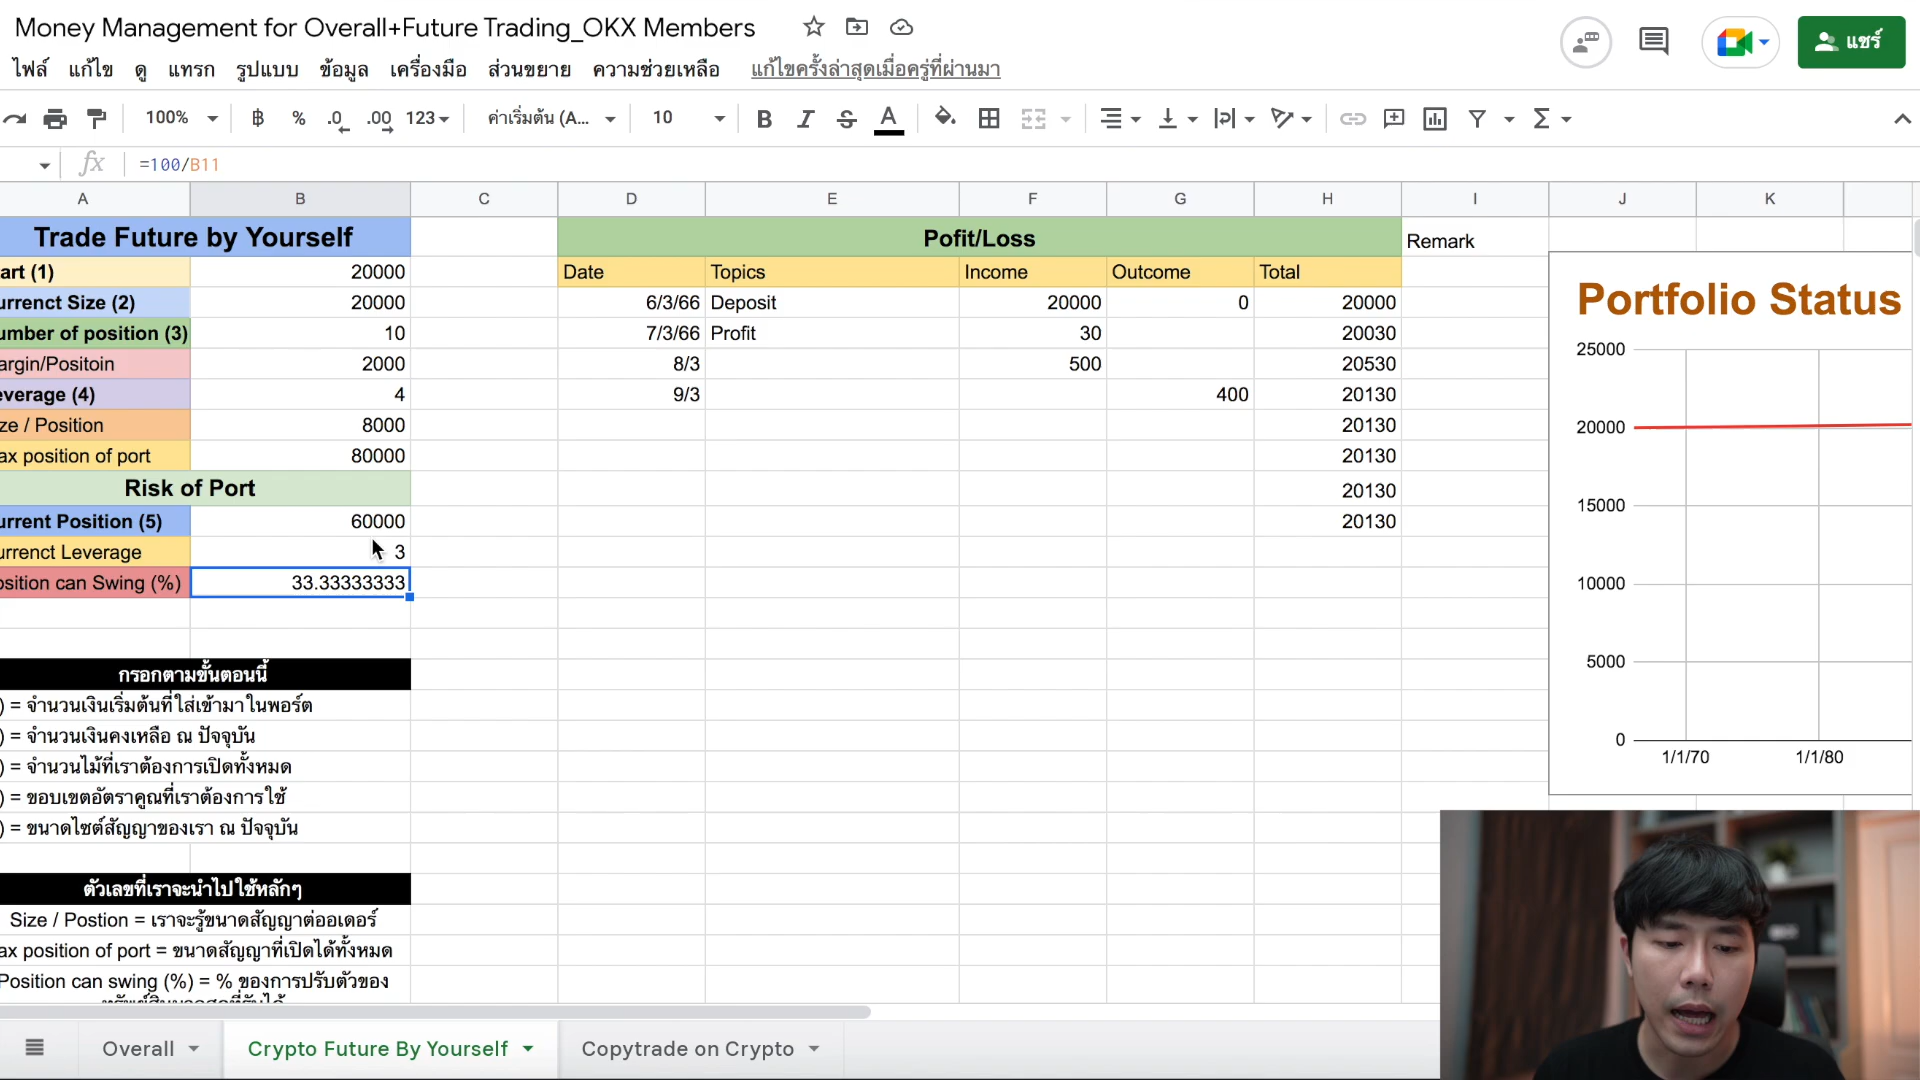 Money Management for Overall+Future Trading_OKX Members
ไฟล์ แก้ไข ดู แทรก รูปแบบ ข้อมูล เครื่องมือ ส่วนขยาย ความช่วยเหลือ แก้ไขครั้งล่าสุดเมื่อครู่ที่ผ่านมา
แชร์
100% ฿ % .0 .00 123 ค่าเริ่มต้น (A... 10 B I S A Σ
fx =100/B11
A B C D E F G H I J K
Trade Future by Yourself Pofit/Loss Remark
art (1) 20000 Date Topics Income Outcome Total
urrenct Size (2) 20000 6/3/66 Deposit 20000 0 20000
umber of position (3) 10 7/3/66 Profit 30 20030
argin/Positoin 2000 8/3 500 20530
everage (4) 4 9/3 400 20130
ze / Position 8000 20130
ax position of port 80000 20130
Risk of Port 20130
urrent Position (5) 60000 20130
urrenct Leverage 3
osition can Swing (%) 33.33333333
กรอกตามขั้นตอนนี้
) = จำนวนเงินเริ่มต้นที่ใส่เข้ามาในพอร์ต
) = จำนวนเงินคงเหลือ ณ ปัจจุบัน
) = จำนวนไม้ที่เราต้องการเปิดทั้งหมด
) = ขอบเขตอัตราคูณที่เราต้องการใช้
) = ขนาดไซต์สัญญาของเรา ณ ปัจจุบัน
ตัวเลขที่เราจะนำไปใช้หลักๆ
Size / Postion = เราจะรู้ขนาดสัญญาต่อออเดอร์
ax position of port = ขนาดสัญญาที่เปิดได้ทั้งหมด
Position can swing (%) = % ของการปรับตัวของ
Portfolio Status
25000
20000
15000
10000
5000
0
1/1/70 1/1/80
Overall Crypto Future By Yourself Copytrade on Crypto